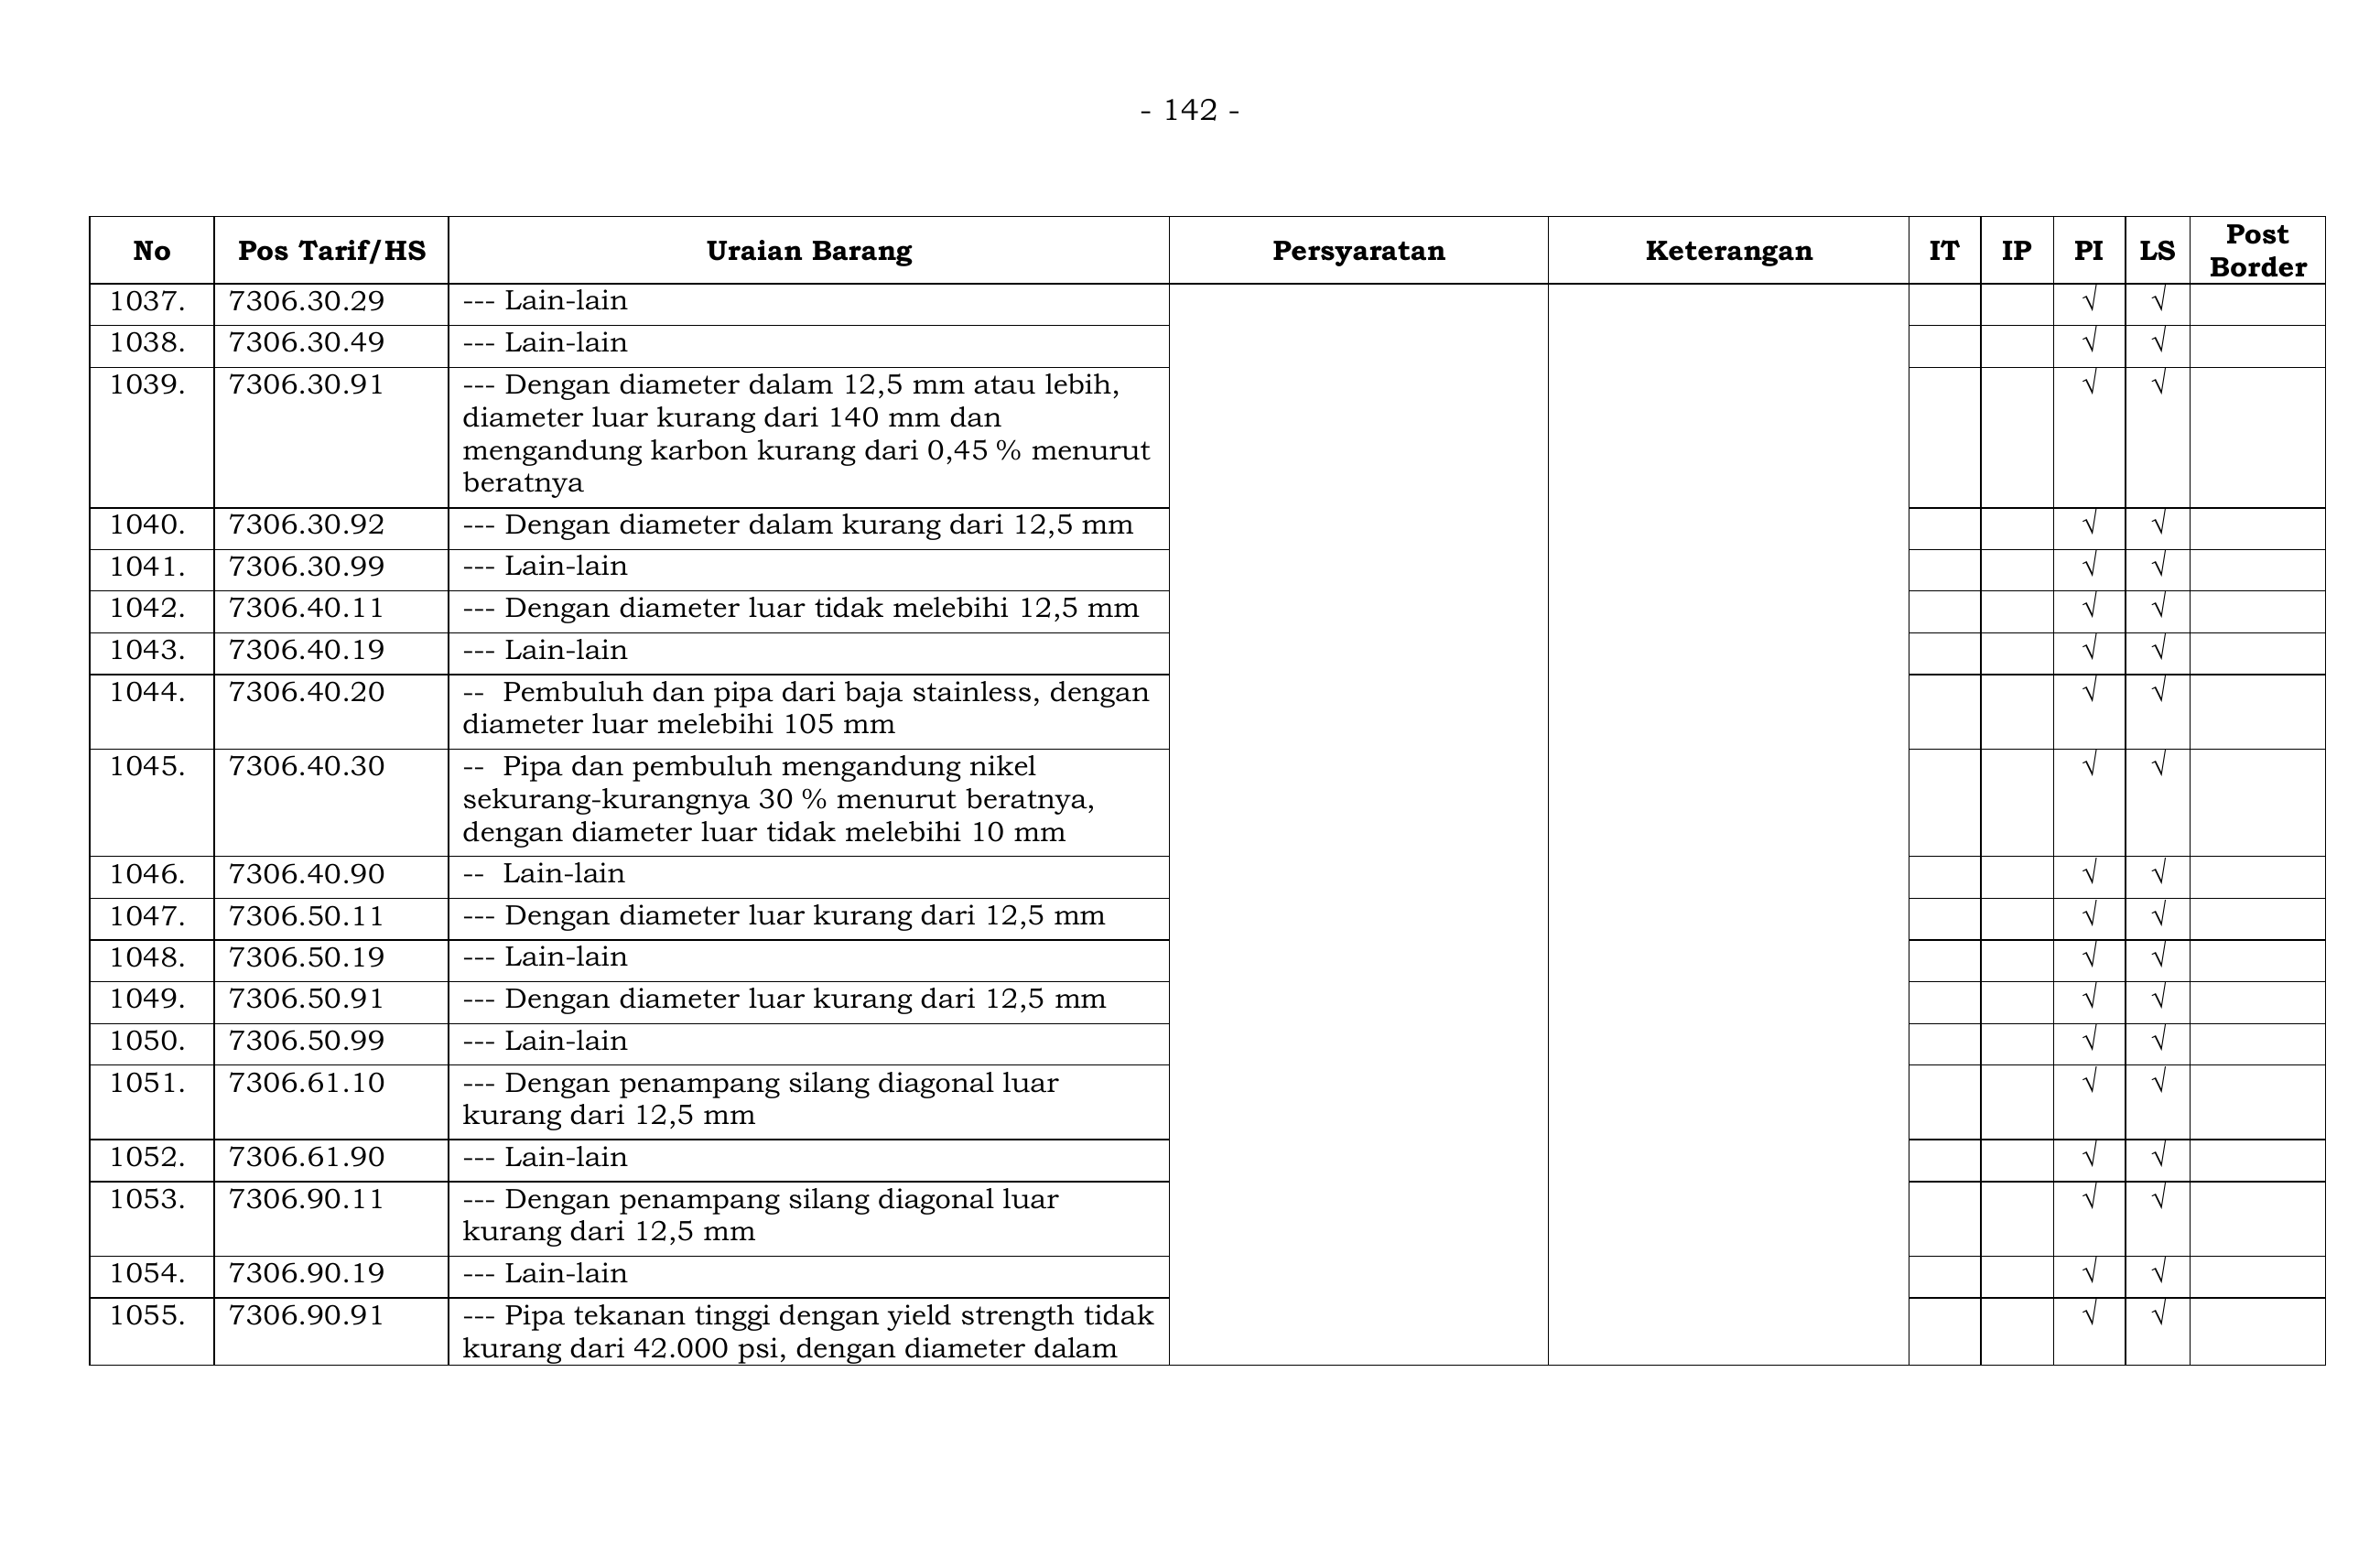 - 142 -
No Pos Tarif/HS Uraian Barang Persyaratan Keterangan IT IP PI LS Post Border
1037. 7306.30.29 --- Lain-lain √ √
1038. 7306.30.49 --- Lain-lain √ √
1039. 7306.30.91 --- Dengan diameter dalam 12,5 mm atau lebih, √ √
diameter luar kurang dari 140 mm dan
mengandung karbon kurang dari 0,45 % menurut
beratnya
1040. 7306.30.92 --- Dengan diameter dalam kurang dari 12,5 mm √ √
1041. 7306.30.99 --- Lain-lain √ √
1042. 7306.40.11 --- Dengan diameter luar tidak melebihi 12,5 mm √ √
1043. 7306.40.19 --- Lain-lain √ √
1044. 7306.40.20 -- Pembuluh dan pipa dari baja stainless, dengan √ √
diameter luar melebihi 105 mm
1045. 7306.40.30 -- Pipa dan pembuluh mengandung nikel √ √
sekurang-kurangnya 30 % menurut beratnya,
dengan diameter luar tidak melebihi 10 mm
1046. 7306.40.90 -- Lain-lain √ √
1047. 7306.50.11 --- Dengan diameter luar kurang dari 12,5 mm √ √
1048. 7306.50.19 --- Lain-lain √ √
1049. 7306.50.91 --- Dengan diameter luar kurang dari 12,5 mm √ √
1050. 7306.50.99 --- Lain-lain √ √
1051. 7306.61.10 --- Dengan penampang silang diagonal luar √ √
kurang dari 12,5 mm
1052. 7306.61.90 --- Lain-lain √ √
1053. 7306.90.11 --- Dengan penampang silang diagonal luar √ √
kurang dari 12,5 mm
1054. 7306.90.19 --- Lain-lain √ √
1055. 7306.90.91 --- Pipa tekanan tinggi dengan yield strength tidak √ √
kurang dari 42.000 psi, dengan diameter dalam